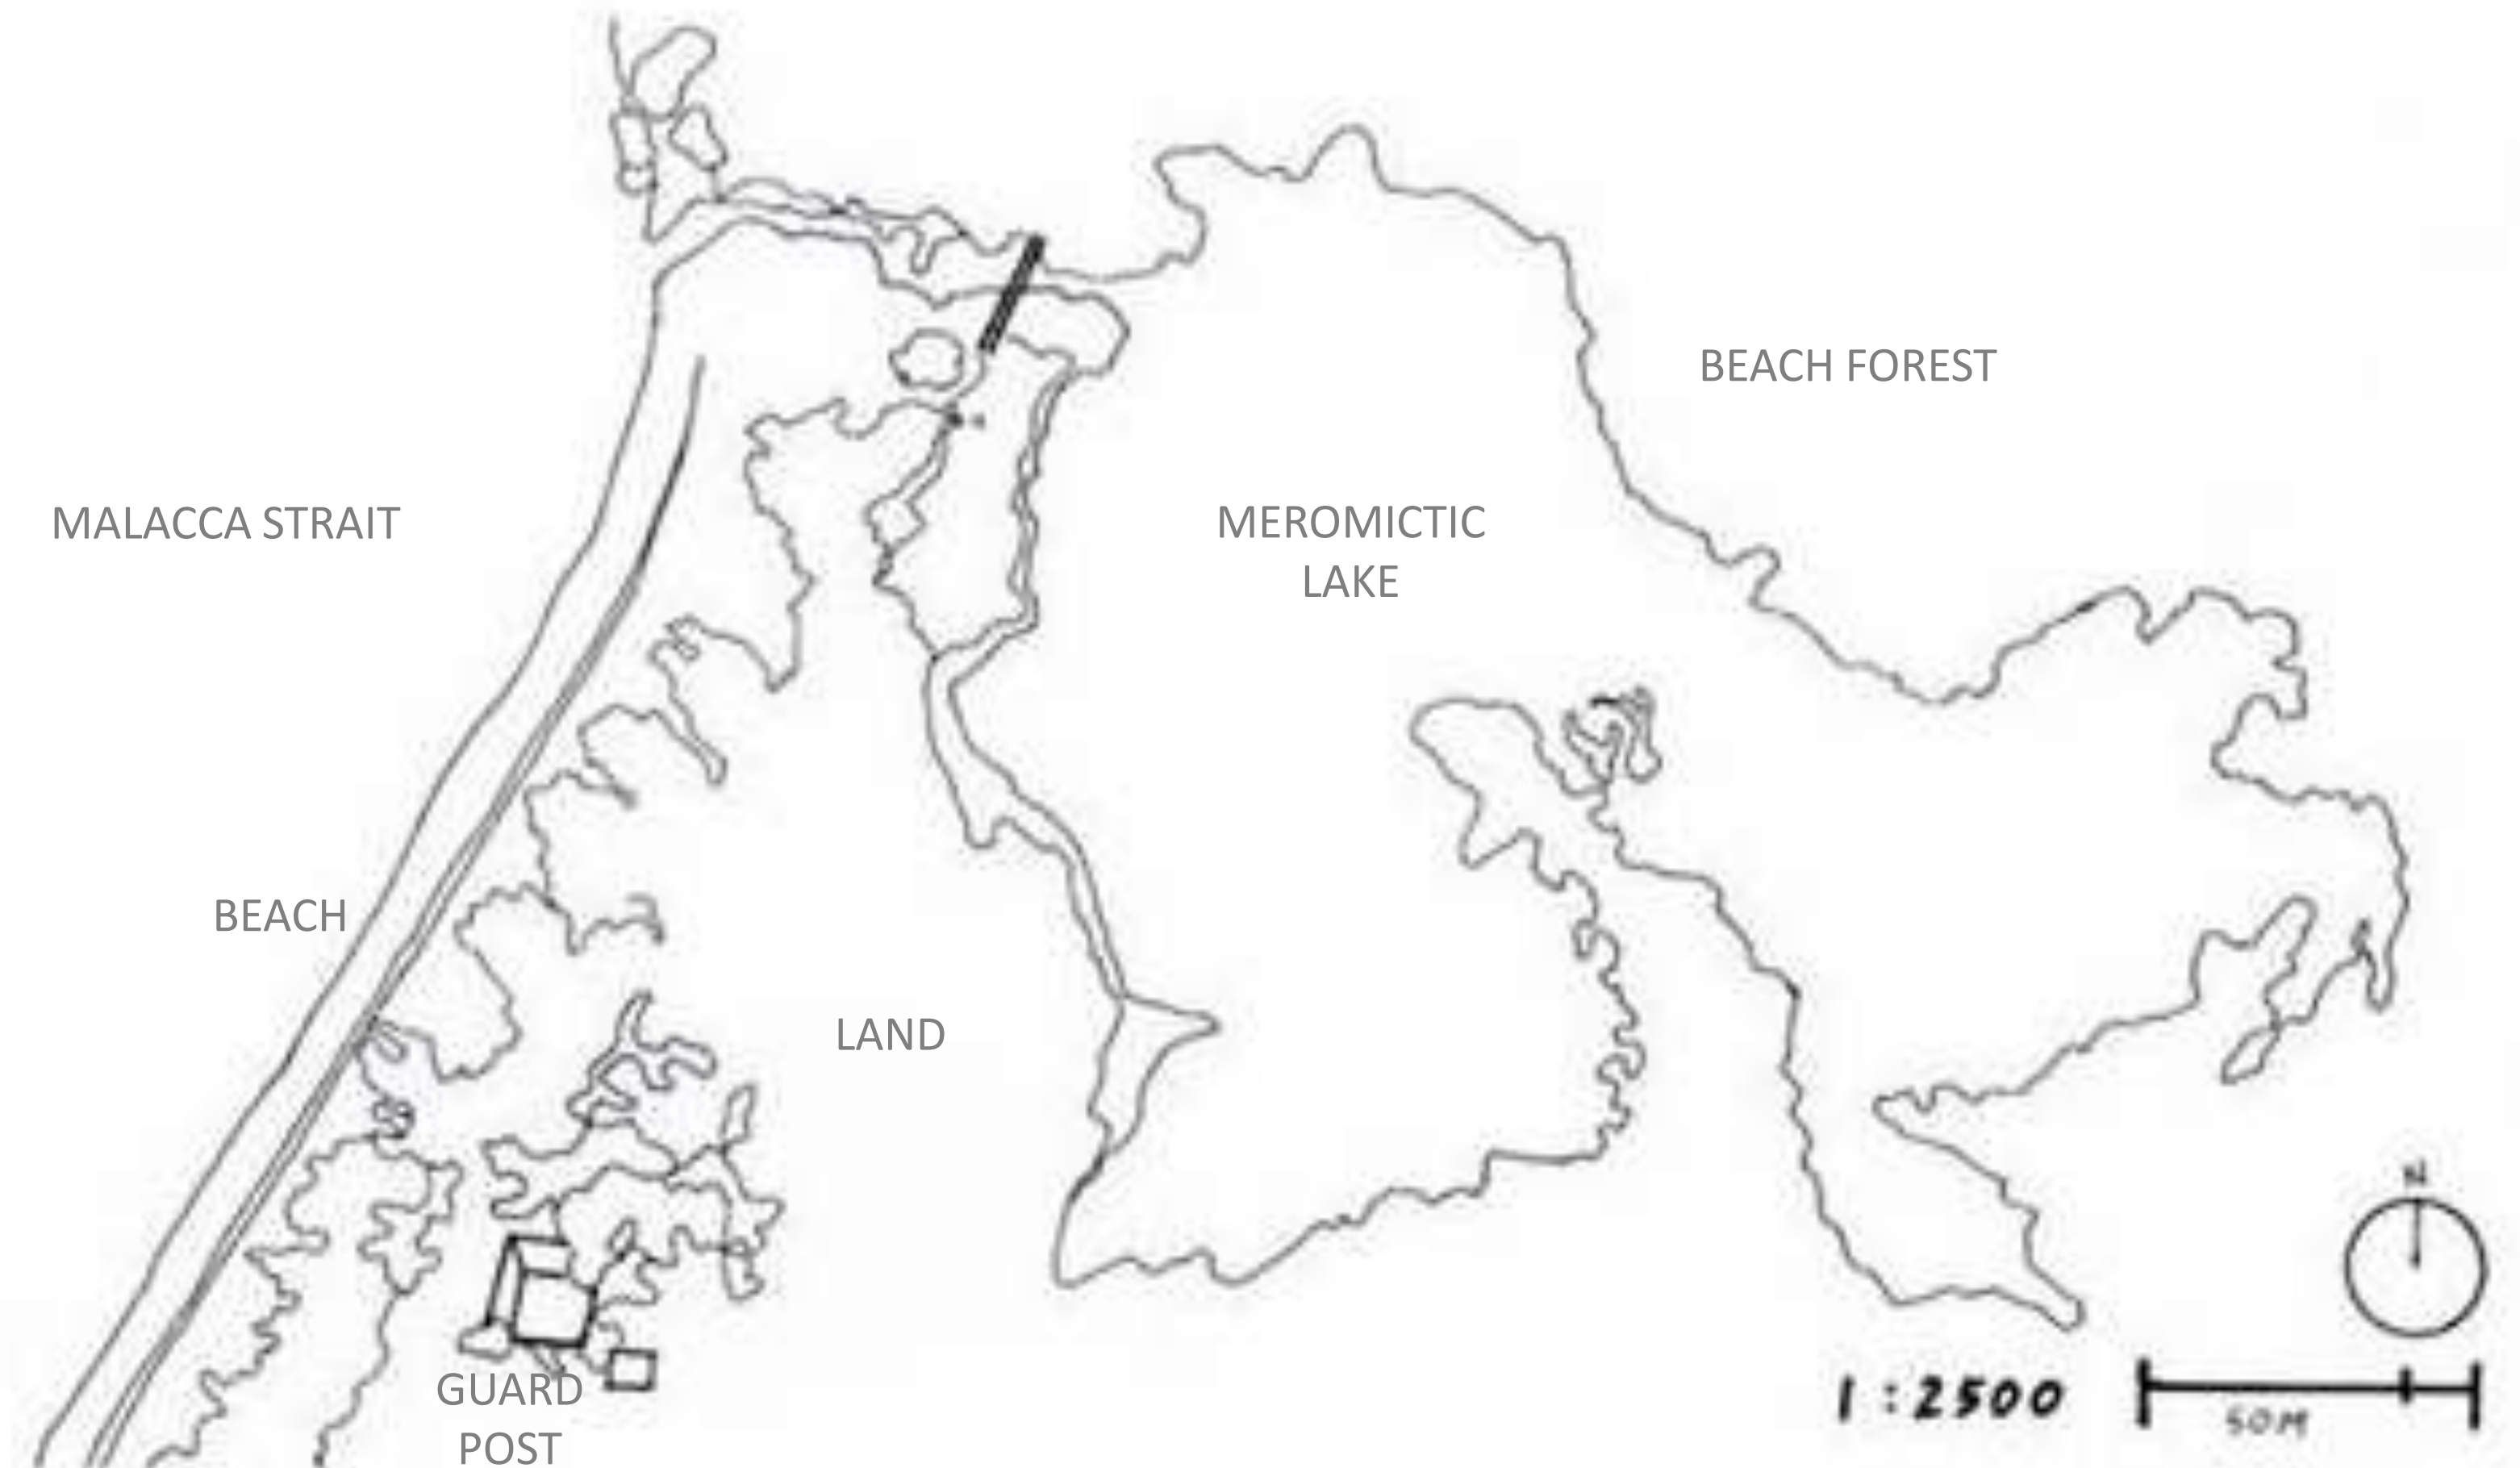 BEACH FOREST
MALACCA STRAIT
MEROMICTIC
LAKE
BEACH
LAND
N
GUARD
POST
1:2500
50M